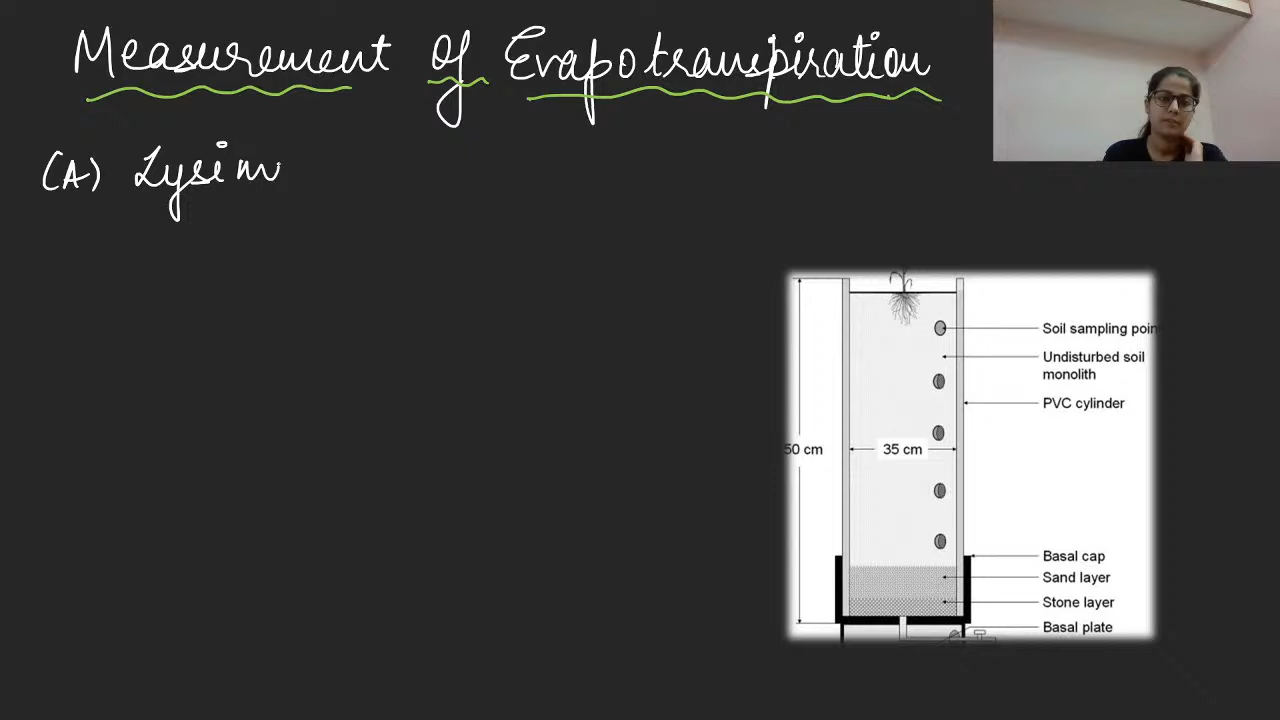 Measurement of Evapotranspiration
(A) Lysim
Soil sampling poin
Undisturbed soil
monolith
PVC cylinder
50 cm
35 cm
Basal cap
Sand layer
Stone layer
Basal plate